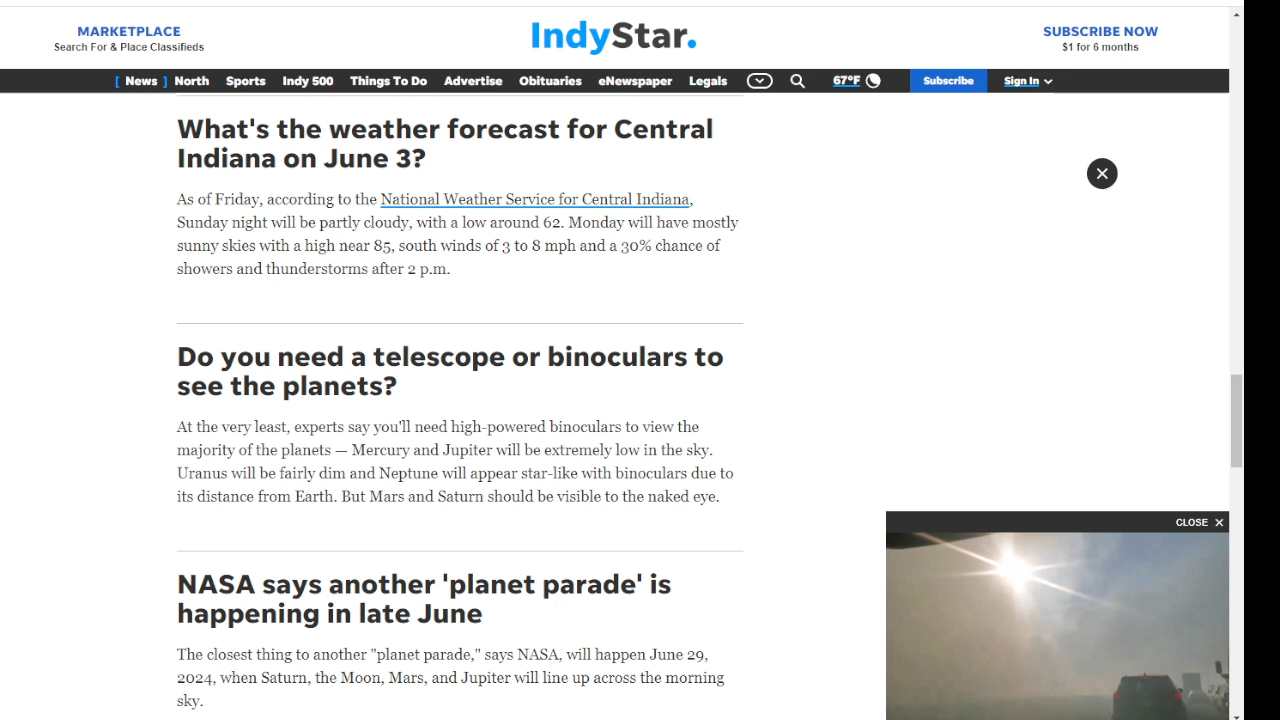 MARKETPLACE
Search For & Place Classifieds
IndyStar.
SUBSCRIBE NOW
$1 for 6 months
[ News ] North Sports Indy 500 Things To Do Advertise Obituaries eNewspaper Legals 67°F Subscribe Sign In
What's the weather forecast for Central
Indiana on June 3?
As of Friday, according to the National Weather Service for Central Indiana,
Sunday night will be partly cloudy, with a low around 62. Monday will have mostly
sunny skies with a high near 85, south winds of 3 to 8 mph and a 30% chance of
showers and thunderstorms after 2 p.m.
Do you need a telescope or binoculars to
see the planets?
At the very least, experts say you'll need high-powered binoculars to view the
majority of the planets — Mercury and Jupiter will be extremely low in the sky.
Uranus will be fairly dim and Neptune will appear star-like with binoculars due to
its distance from Earth. But Mars and Saturn should be visible to the naked eye.
CLOSE
NASA says another 'planet parade' is
happening in late June
The closest thing to another "planet parade," says NASA, will happen June 29,
2024, when Saturn, the Moon, Mars, and Jupiter will line up across the morning
sky.